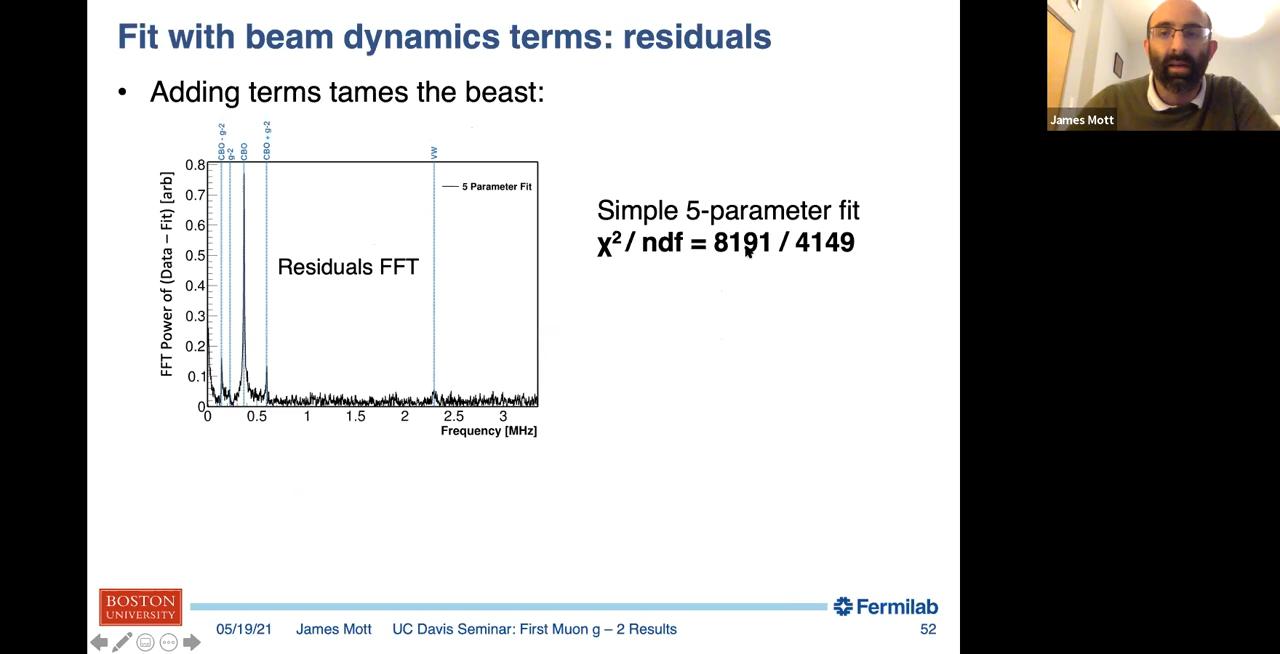 Fit with beam dynamics terms: residuals
James Mott
• Adding terms tames the beast:
CBO - g-2
g-2
CBO
CBO + g-2
VW
FFT Power of (Data – Fit) [arb]
0.8
0.7
0.6
0.5
0.4
0.3
0.2
0.1
0
5 Parameter Fit
Residuals FFT
0 0.5 1 1.5 2 2.5 3
Frequency [MHz]
Simple 5-parameter fit
χ² / ndf = 8191 / 4149
BOSTON
UNIVERSITY
Fermilab
05/19/21 James Mott UC Davis Seminar: First Muon g – 2 Results 52